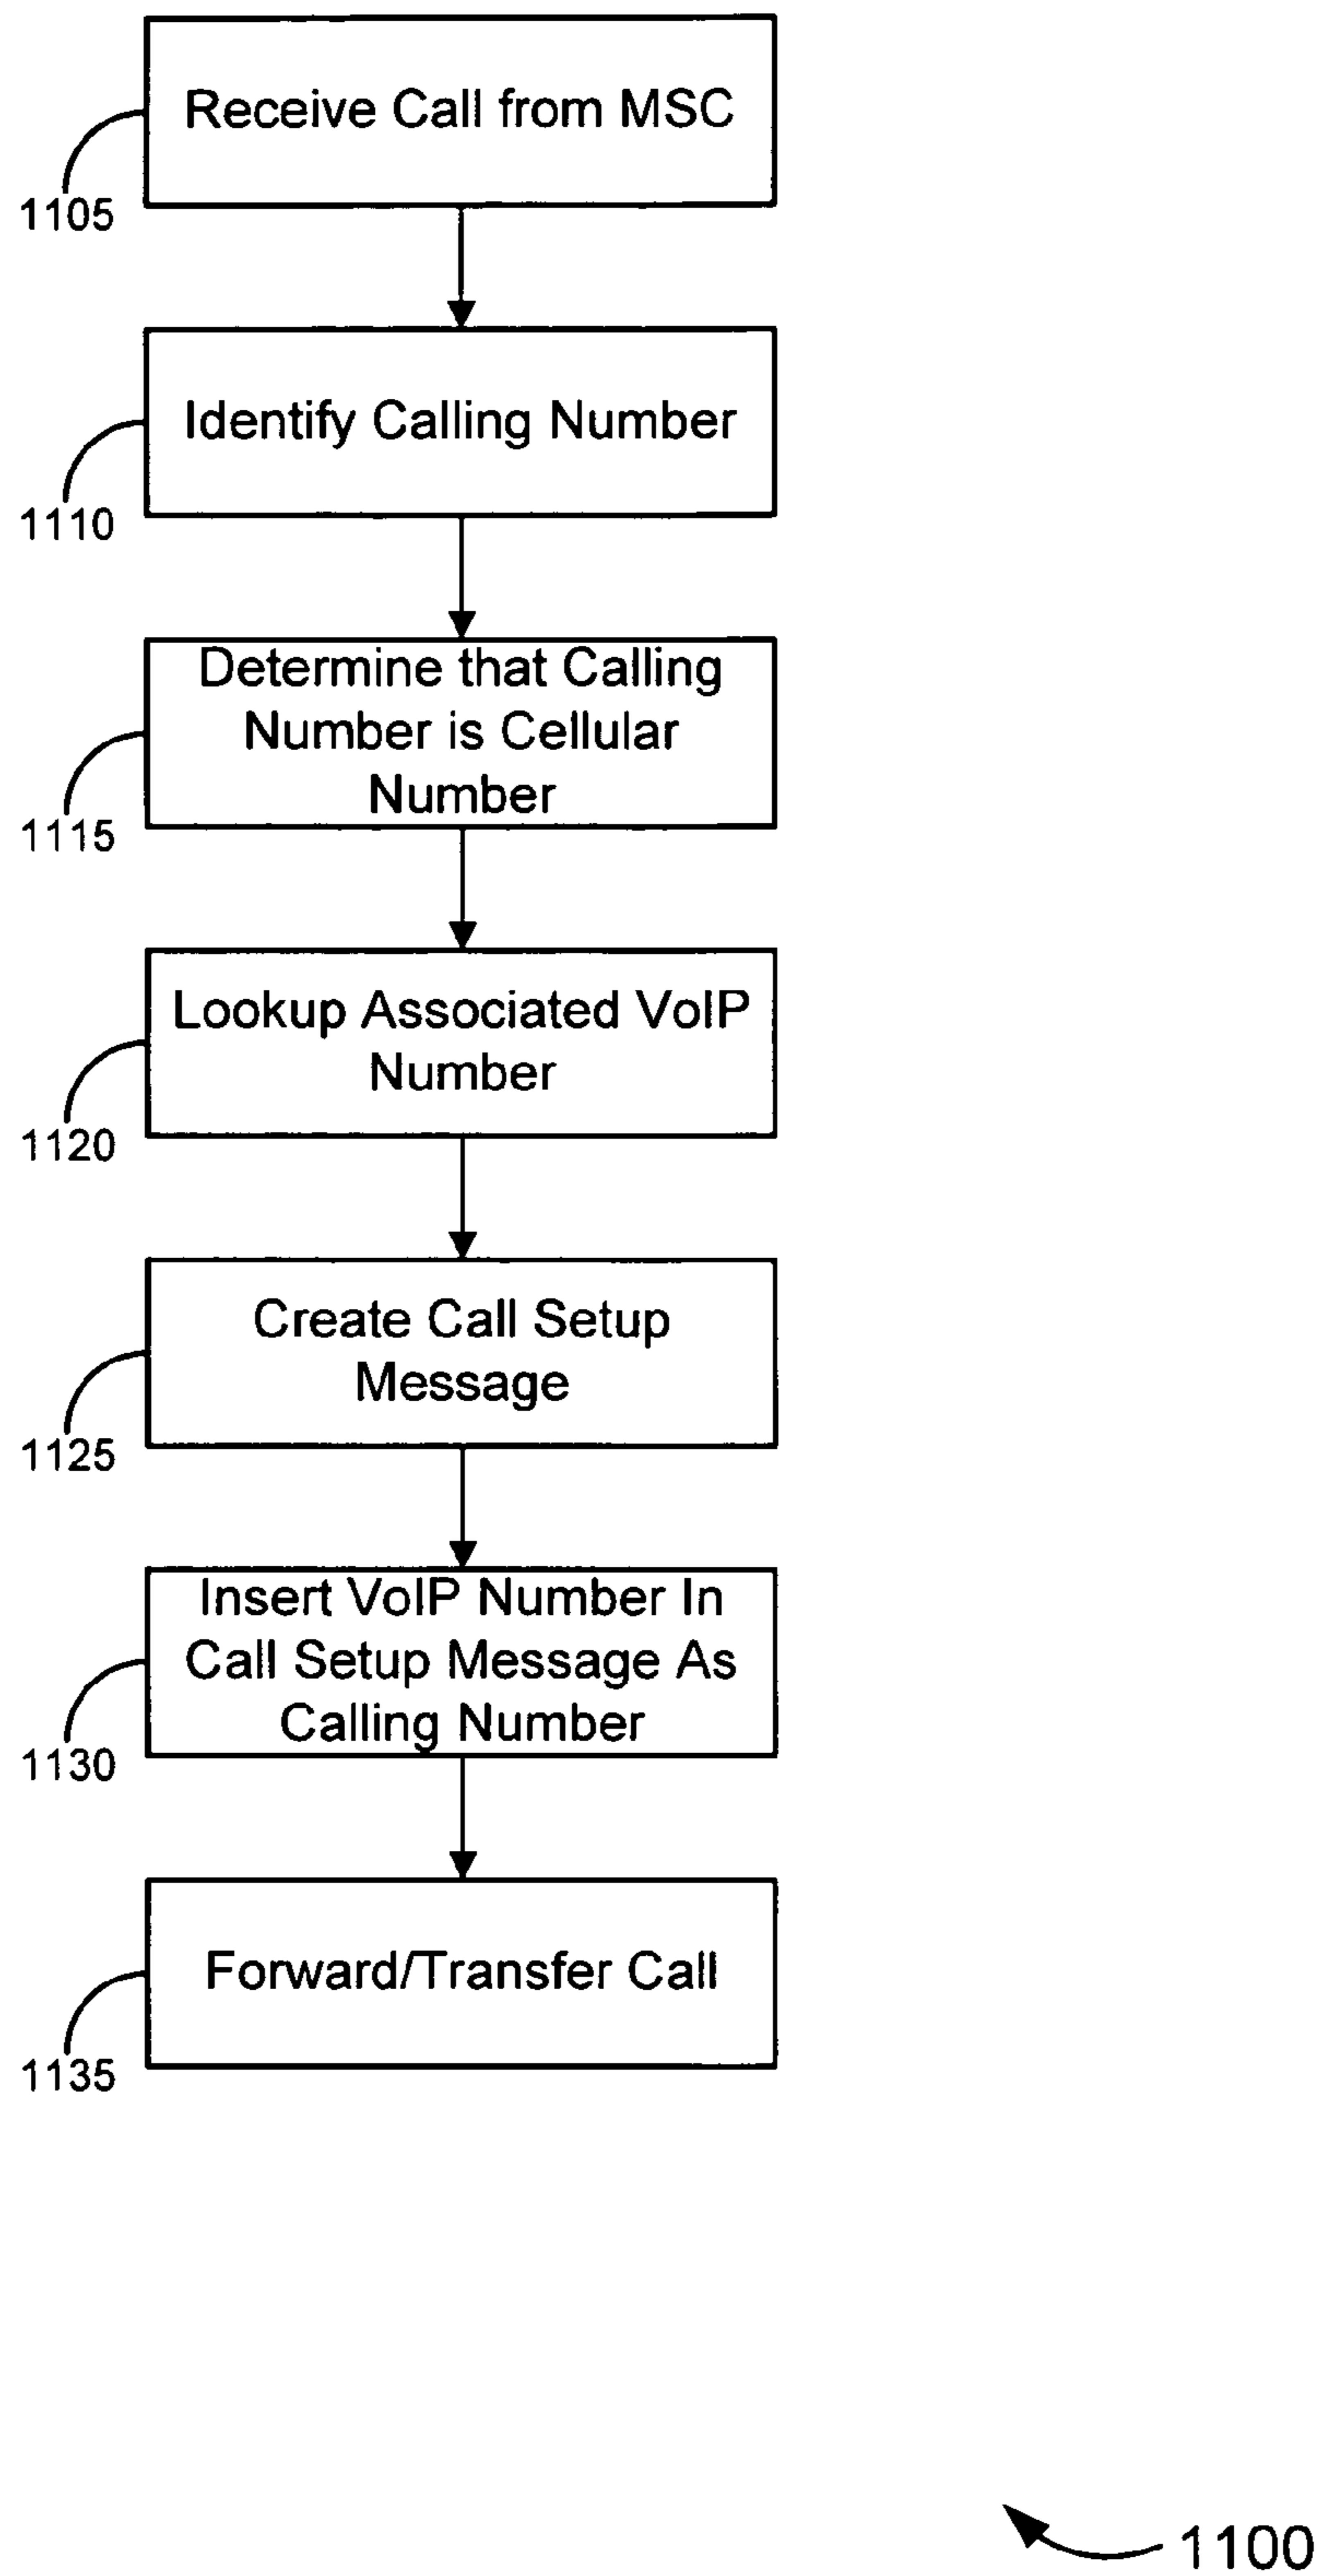 Receive Call from MSC
1105
Identify Calling Number
1110
Determine that Calling
Number is Cellular
Number
1115
Lookup Associated VoIP
Number
1120
Create Call Setup
Message
1125
Insert VoIP Number In
Call Setup Message As
Calling Number
1130
Forward/Transfer Call
1135
1100